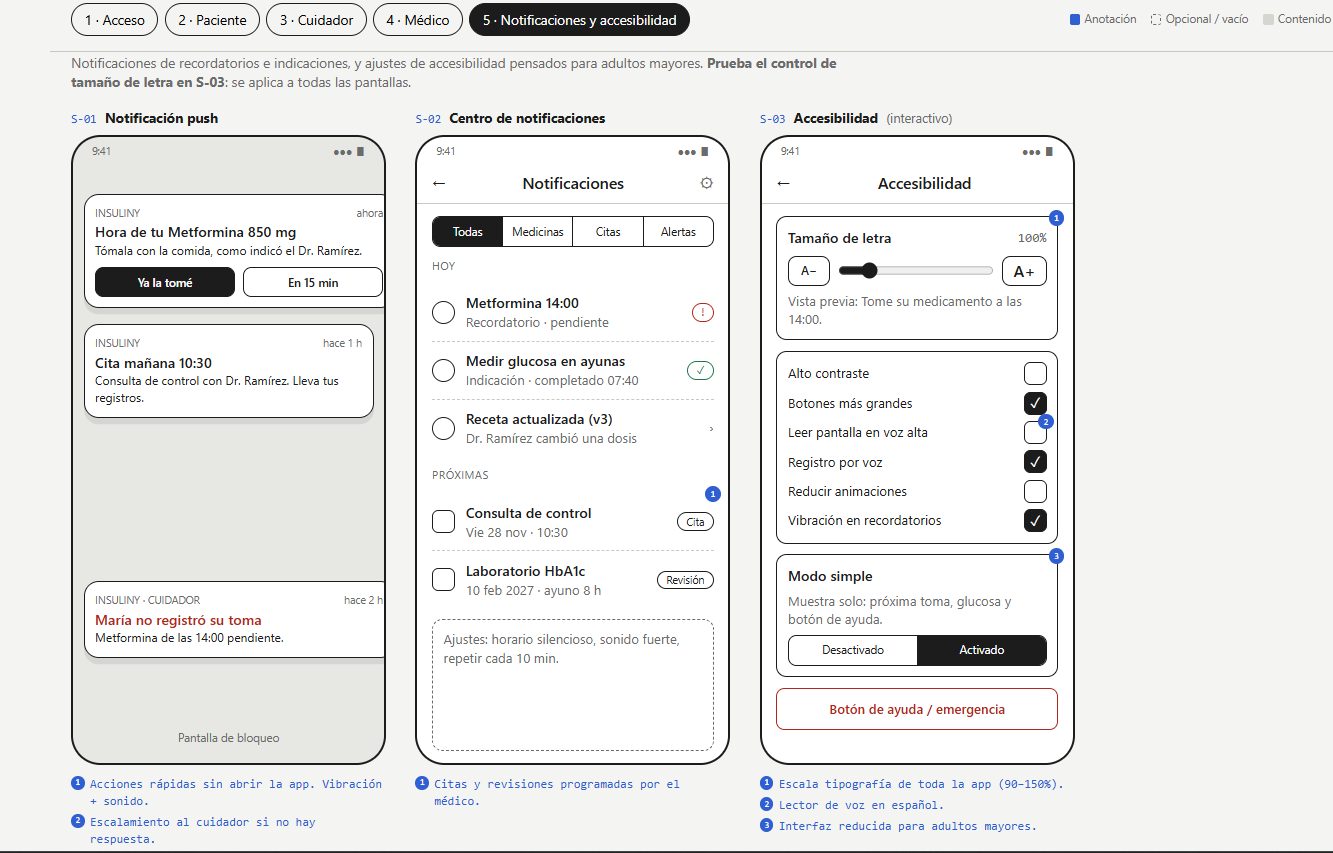 1 · Acceso
2 · Paciente
3 · Cuidador
4 · Médico
5 · Notificaciones y accesibilidad
Anotación
Opcional / vacío
Contenido
Notificaciones de recordatorios e indicaciones, y ajustes de accesibilidad pensados para adultos mayores. Prueba el control de
tamaño de letra en S-03: se aplica a todas las pantallas.
S-01 Notificación push
9:41
INSULINY
ahora
Hora de tu Metformina 850 mg
Tómala con la comida, como indicó el Dr. Ramírez.
Ya la tomé
En 15 min
INSULINY
hace 1 h
Cita mañana 10:30
Consulta de control con Dr. Ramírez. Lleva tus
registros.
INSULINY · CUIDADOR
hace 2 h
María no registró su toma
Metformina de las 14:00 pendiente.
Pantalla de bloqueo
1 Acciones rápidas sin abrir la app. Vibración
+ sonido.
2 Escalamiento al cuidador si no hay
respuesta.
S-02 Centro de notificaciones
9:41
← Notificaciones
Todas
Medicinas
Citas
Alertas
HOY
Metformina 14:00
Recordatorio · pendiente
!
Medir glucosa en ayunas
Indicación · completado 07:40
✓
Receta actualizada (v3)
Dr. Ramírez cambió una dosis
›
PRÓXIMAS
1
Consulta de control
Vie 28 nov · 10:30
Cita
Laboratorio HbA1c
10 feb 2027 · ayuno 8 h
Revisión
Ajustes: horario silencioso, sonido fuerte,
repetir cada 10 min.
1 Citas y revisiones programadas por el
médico.
S-03 Accesibilidad (interactivo)
9:41
← Accesibilidad
1
Tamaño de letra
100%
A−
A+
Vista previa: Tome su medicamento a las
14:00.
Alto contraste
Botones más grandes
✓
2
Leer pantalla en voz alta
Registro por voz
✓
Reducir animaciones
Vibración en recordatorios
✓
3
Modo simple
Muestra solo: próxima toma, glucosa y
botón de ayuda.
Desactivado
Activado
Botón de ayuda / emergencia
1 Escala tipografía de toda la app (90–150%).
2 Lector de voz en español.
3 Interfaz reducida para adultos mayores.